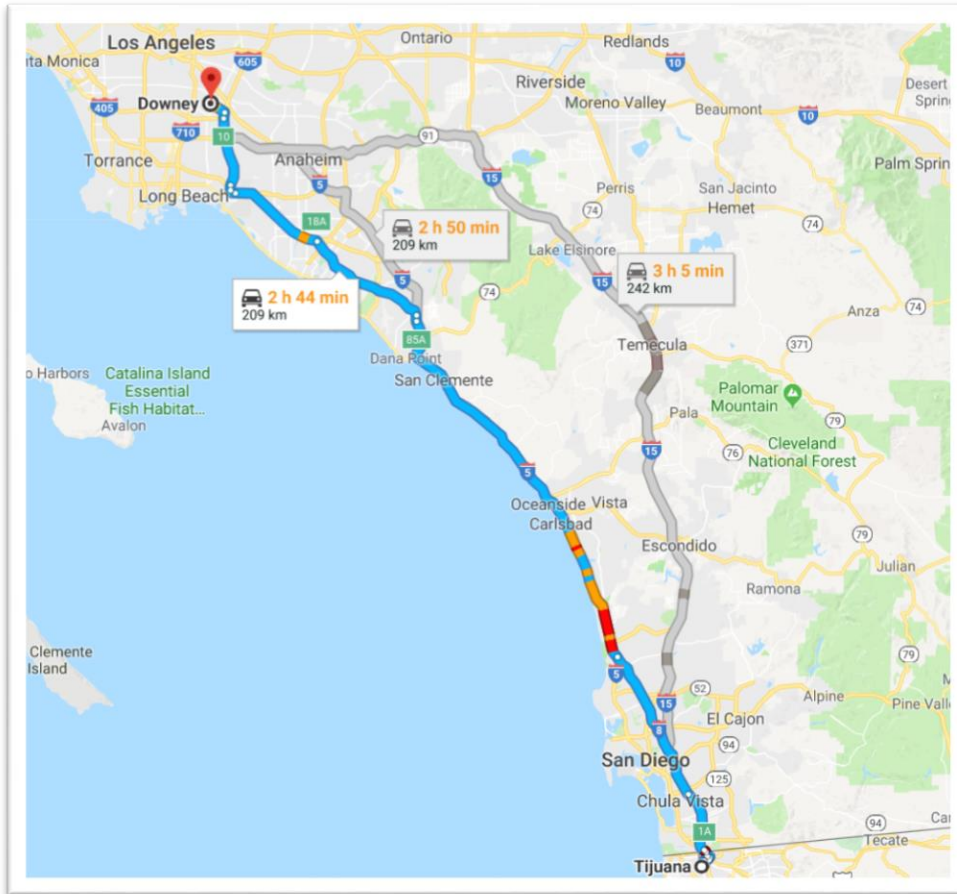 Los Angeles
Ontario
Redlands
ita Monica
605
10
Riverside
Desert
Sprin
405
Downey
Moreno Valley
Beaumont
10
710
10
91
Torrance
Anaheim
Palm Sprin
5
15
Perris
San Jacinto
Long Beach
74
Hemet
74
18A
2 h 50 min
209 km
Lake Elsinore
3 h 5 min
242 km
5
15
2 h 44 min
209 km
74
Anza
85A
Temecula
371
Dana Point
o Harbors
Catalina Island
Essential
Fish Habitat...
Avalon
San Clemente
Palomar
Mountain
Pala
79
15
76
Cleveland
National Forest
5
Oceanside
Vista
Carlsbad
79
Escondido
Julian
Ramona
Clemente
Island
79
5
52
15
Alpine
Pine Vall
El Cajon
8
94
San Diego
125
Chula Vista
1A
94
Tecate
Tijuana